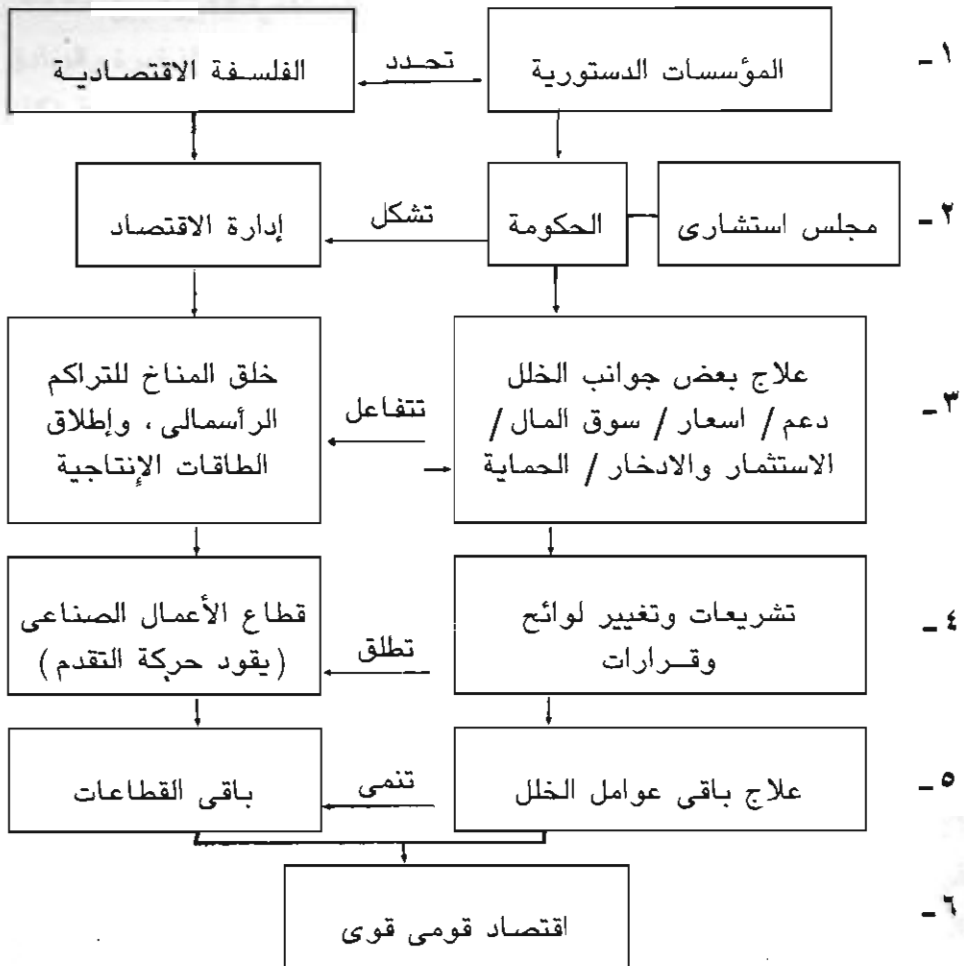 ١ -
المؤسسات الدستورية
تحدد
الفلسفة الاقتصادية
٢ -
مجلس استشارى
الحكومة
تشكل
إدارة الاقتصاد
٣ -
علاج بعض جوانب الخلل
دعم / اسعار / سوق المال /
الاستثمار والادخار / الحماية
تتفاعل
خلق المناخ للتراكم
الرأسمالى، وإطلاق
الطاقات الإنتاجية
٤ -
تشريعات وتغيير لوائح
وقرارات
تطلق
قطاع الأعمال الصناعى
(يقود حركة التقدم)
٥ -
علاج باقى عوامل الخلل
تنمى
باقى القطاعات
٦ -
اقتصاد قومى قوى